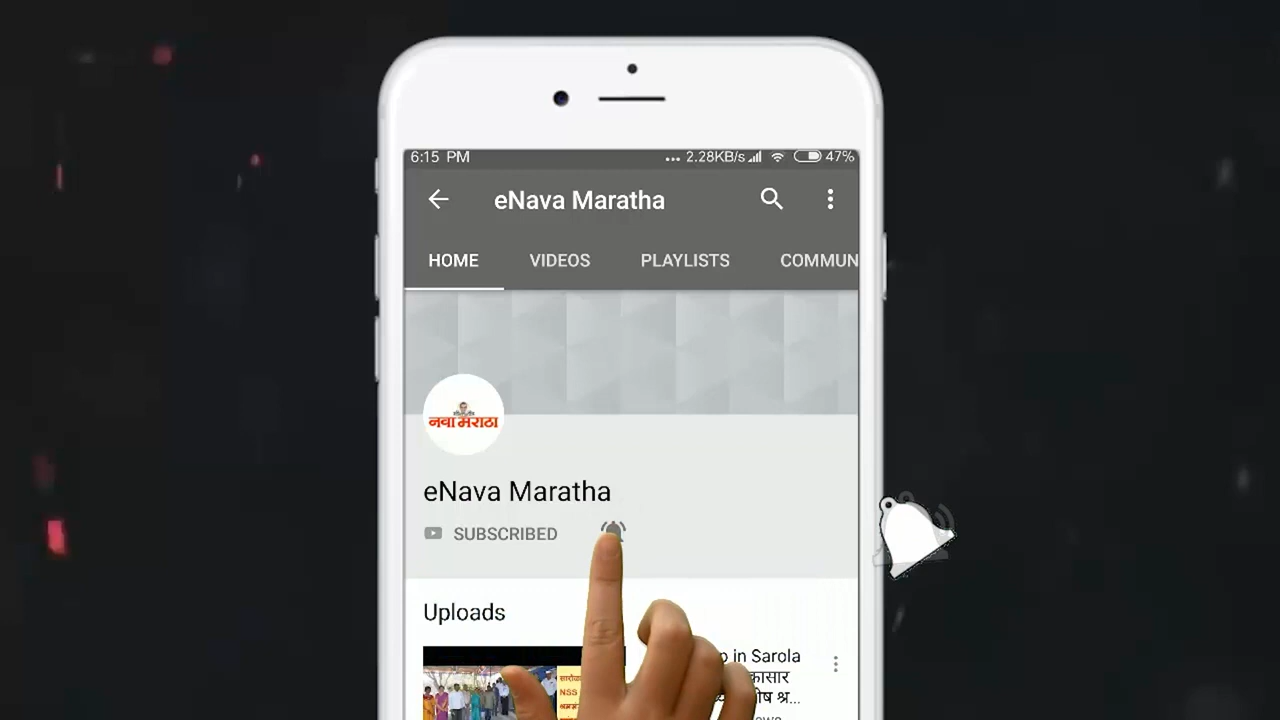 6:15 PM ... 2.28KB/s 47%
eNava Maratha
HOME VIDEOS PLAYLISTS COMMUN
नवा मराठा
eNava Maratha
SUBSCRIBED
Uploads
in Sarola
NSS